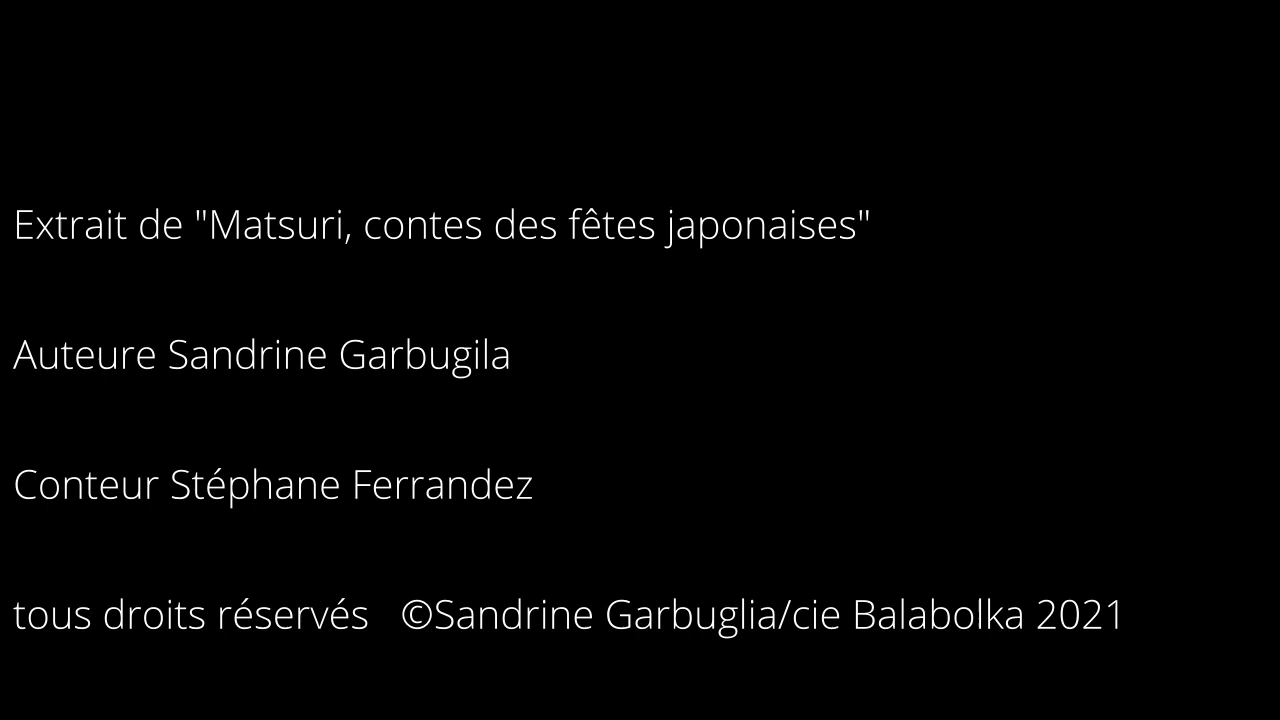 Extrait de "Matsuri, contes des fêtes japonaises"
Auteure Sandrine Garbugila
Conteur Stéphane Ferrandez
tous droits réservés ©Sandrine Garbuglia/cie Balabolka 2021